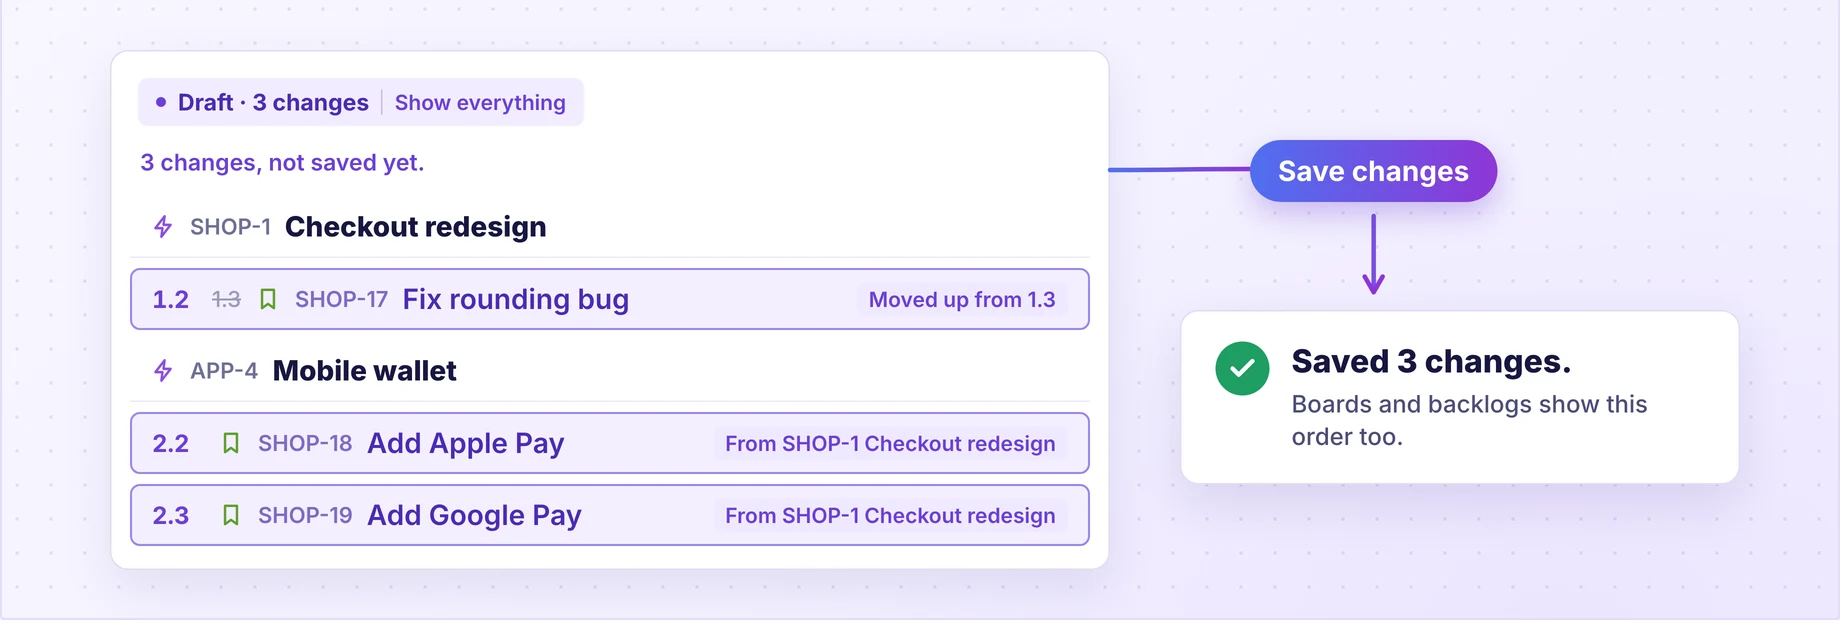 Draft · 3 changes | Show everything
3 changes, not saved yet.
SHOP-1 Checkout redesign
1.2 1.3 SHOP-17 Fix rounding bug Moved up from 1.3
APP-4 Mobile wallet
2.2 SHOP-18 Add Apple Pay From SHOP-1 Checkout redesign
2.3 SHOP-19 Add Google Pay From SHOP-1 Checkout redesign
Save changes
Saved 3 changes.
Boards and backlogs show this
order too.